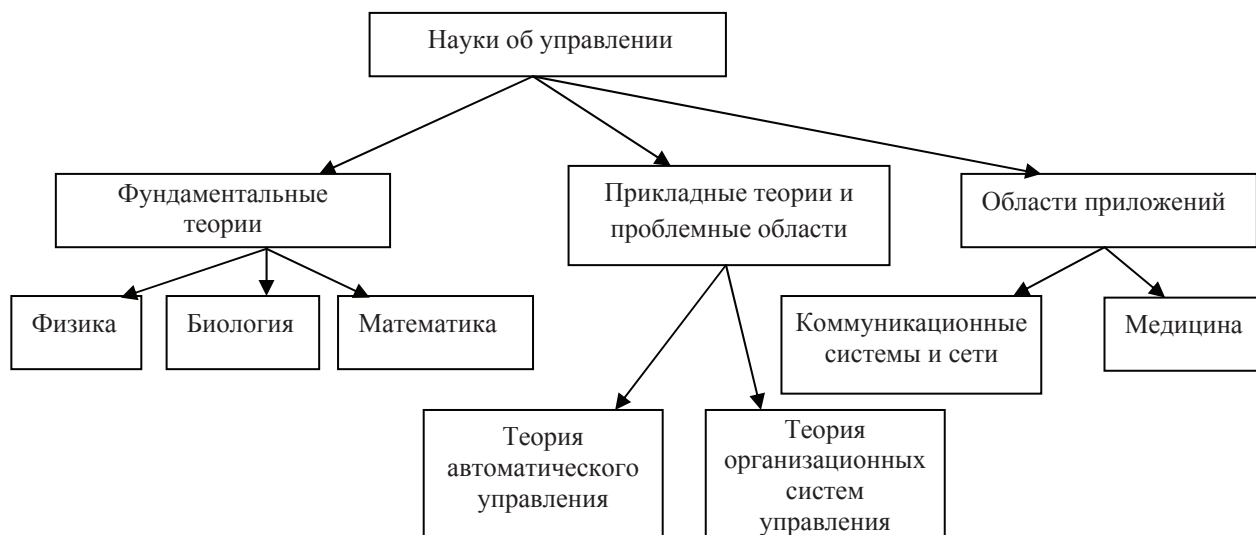 Науки об управлении
Фундаментальные
теории
Прикладные теории и
проблемные области
Области приложений
Физика
Биология
Математика
Коммуникационные
системы и сети
Медицина
Теория
автоматического
управления
Теория
организационных
систем
управления